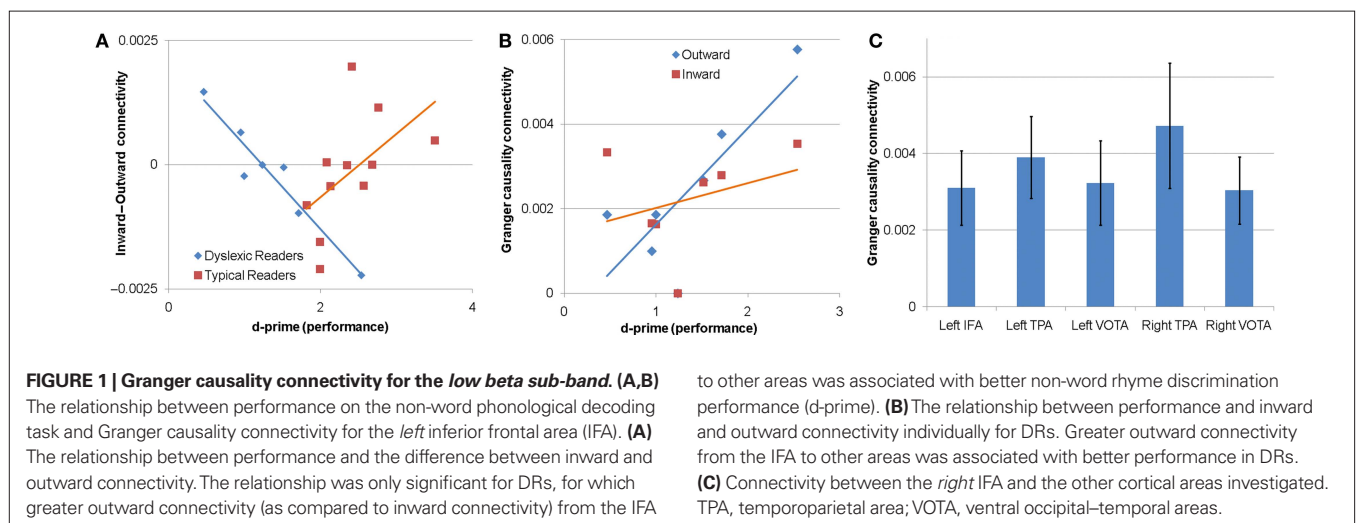 A
0.0025
0
−0.0025
Inward−Outward connectivity
Dyslexic Readers
Typical Readers
0 2 4
d-prime (performance)
B
0.006
0.004
0.002
0
Granger causality connectivity
Outward
Inward
0 1 2 3
d-prime (performance)
C
0.006
0.004
0.002
0
Granger causality connectivity
Left IFA Left TPA Left VOTA Right TPA Right VOTA
FIGURE 1 | Granger causality connectivity for the low beta sub-band. (A,B)
The relationship between performance on the non-word phonological decoding
task and Granger causality connectivity for the left inferior frontal area (IFA). (A)
The relationship between performance and the difference between inward and
outward connectivity. The relationship was only significant for DRs, for which
greater outward connectivity (as compared to inward connectivity) from the IFA
to other areas was associated with better non-word rhyme discrimination
performance (d-prime). (B) The relationship between performance and inward
and outward connectivity individually for DRs. Greater outward connectivity
from the IFA to other areas was associated with better performance in DRs.
(C) Connectivity between the right IFA and the other cortical areas investigated.
TPA, temporoparietal area; VOTA, ventral occipital–temporal areas.